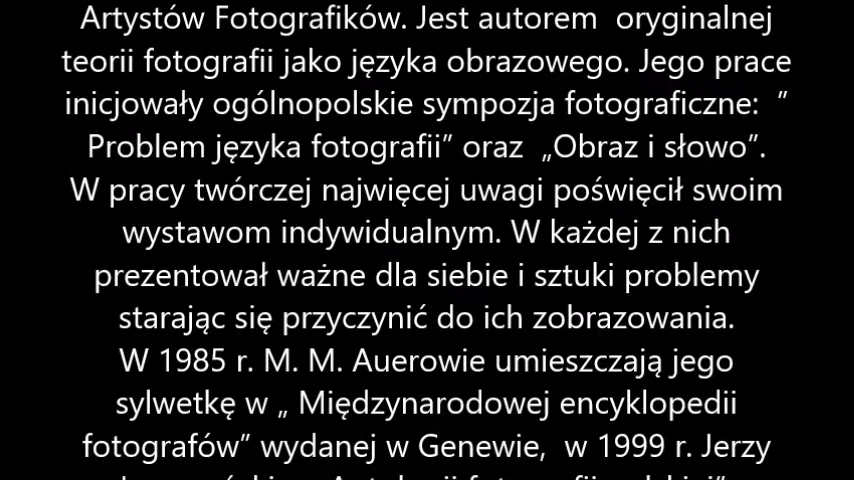 Artystów Fotografików. Jest autorem  oryginalnej
teorii fotografii jako języka obrazowego. Jego prace
inicjowały ogólnopolskie sympozja fotograficzne:  ”
Problem języka fotografii” oraz  „Obraz i słowo”.
W pracy twórczej najwięcej uwagi poświęcił swoim
wystawom indywidualnym. W każdej z nich
prezentował ważne dla siebie i sztuki problemy
starając się przyczynić do ich zobrazowania.
W 1985 r. M. M. Auerowie umieszczają jego
sylwetkę w „ Międzynarodowej encyklopedii
fotografów” wydanej w Genewie,  w 1999 r. Jerzy